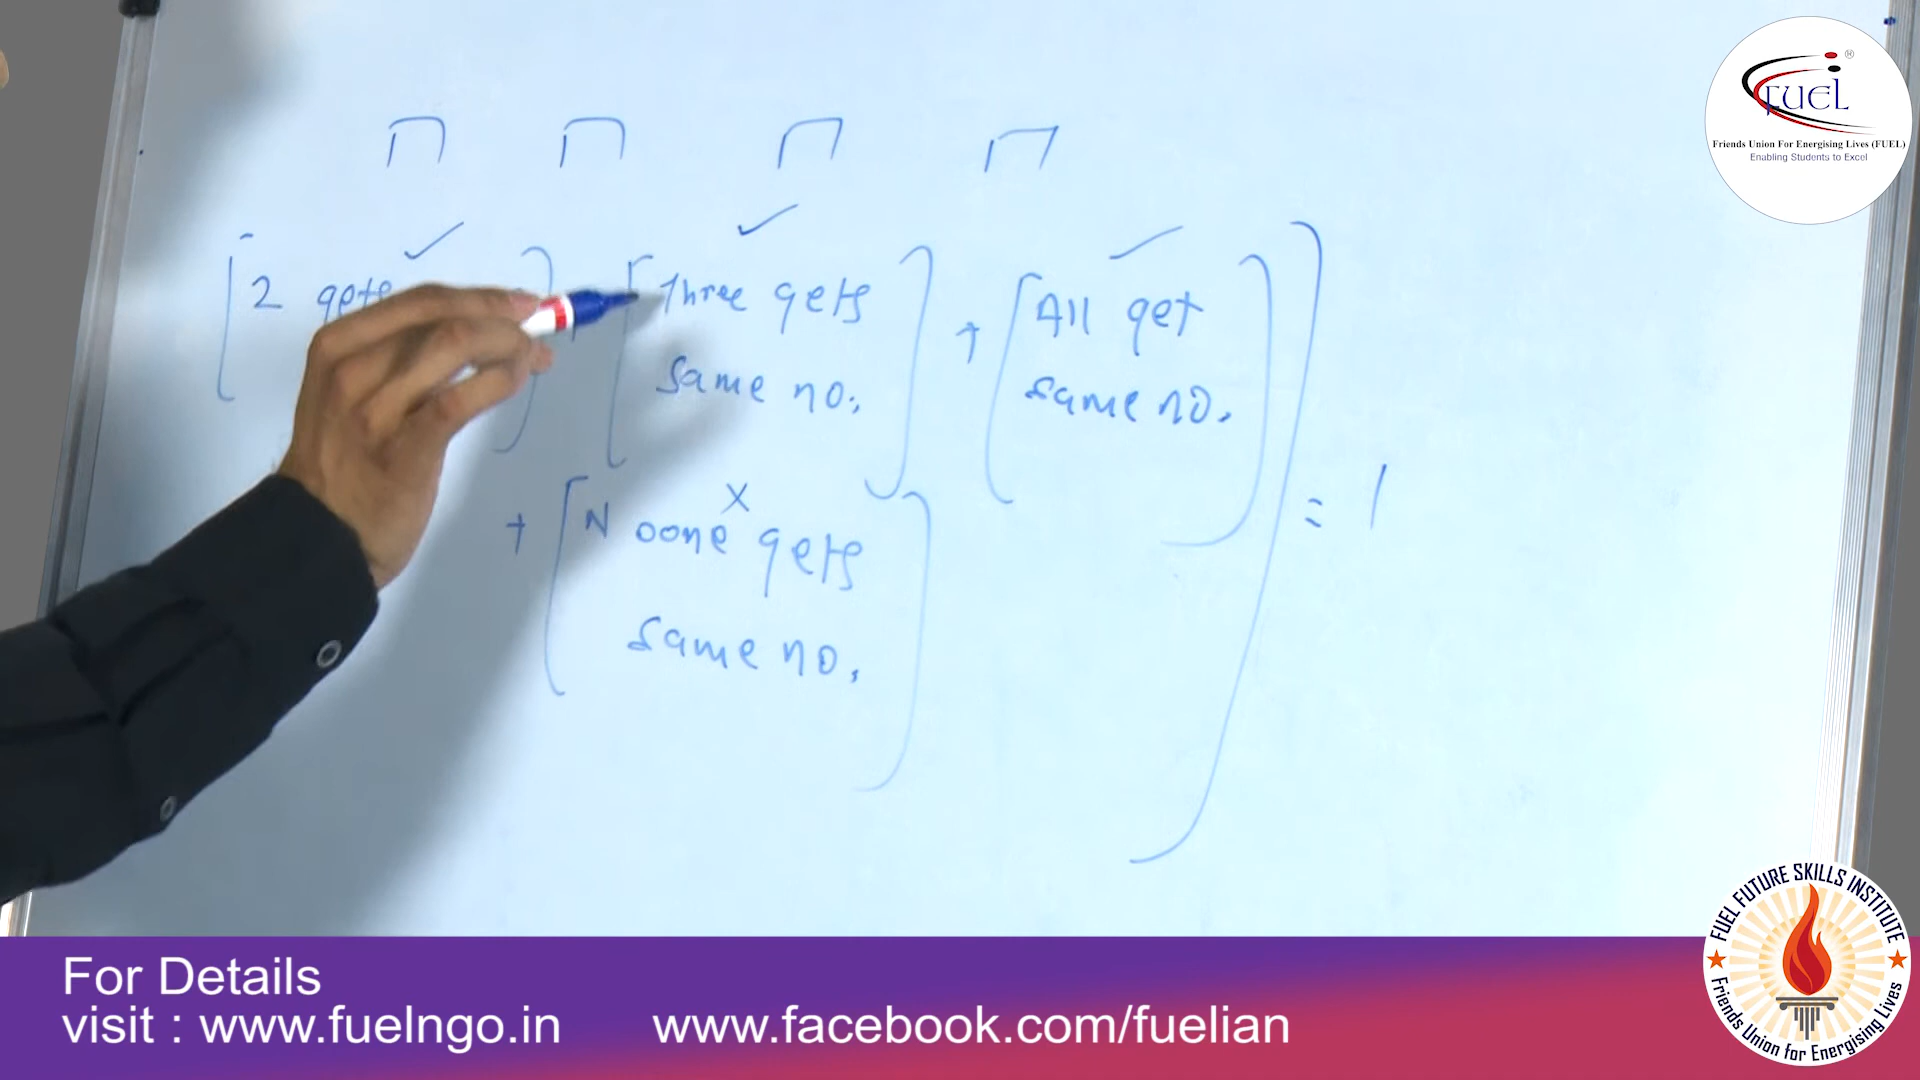 2 gets
three gets
same no.
+
All get
same no.
+
Noone gets
same no.
= 1
FUEL
®
Friends Union For Energising Lives (FUEL)
Enabling Students to Excel
FUEL FUTURE SKILLS INSTITUTE
Friends Union for Energising Lives
For Details
visit : www.fuelngo.in www.facebook.com/fuelian